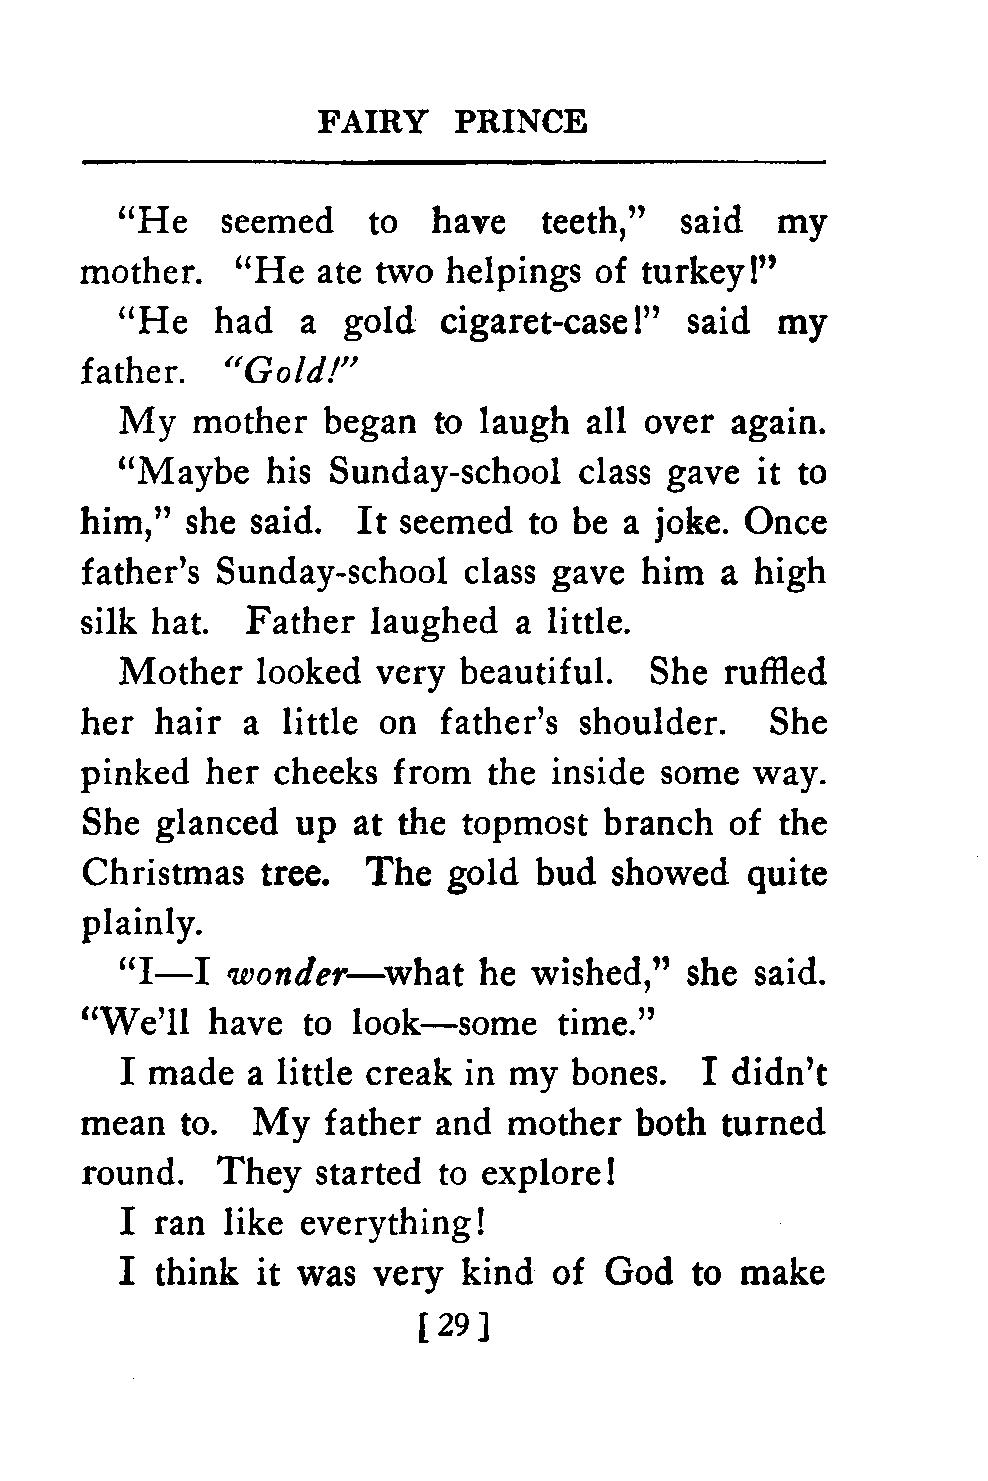 FAIRY PRINCE
“He seemed to have teeth,” said my
mother. “He ate two helpings of turkey!”
“He had a gold cigaret-case!” said my
father. “Gold!”
My mother began to laugh all over again.
“Maybe his Sunday-school class gave it to
him,” she said. It seemed to be a joke. Once
father’s Sunday-school class gave him a high
silk hat. Father laughed a little.
Mother looked very beautiful. She ruffled
her hair a little on father’s shoulder. She
pinked her cheeks from the inside some way.
She glanced up at the topmost branch of the
Christmas tree. The gold bud showed quite
plainly.
“I—I wonder—what he wished,” she said.
“We’ll have to look—some time.”
I made a little creak in my bones. I didn’t
mean to. My father and mother both turned
round. They started to explore!
I ran like everything!
I think it was very kind of God to make
[ 29 ]